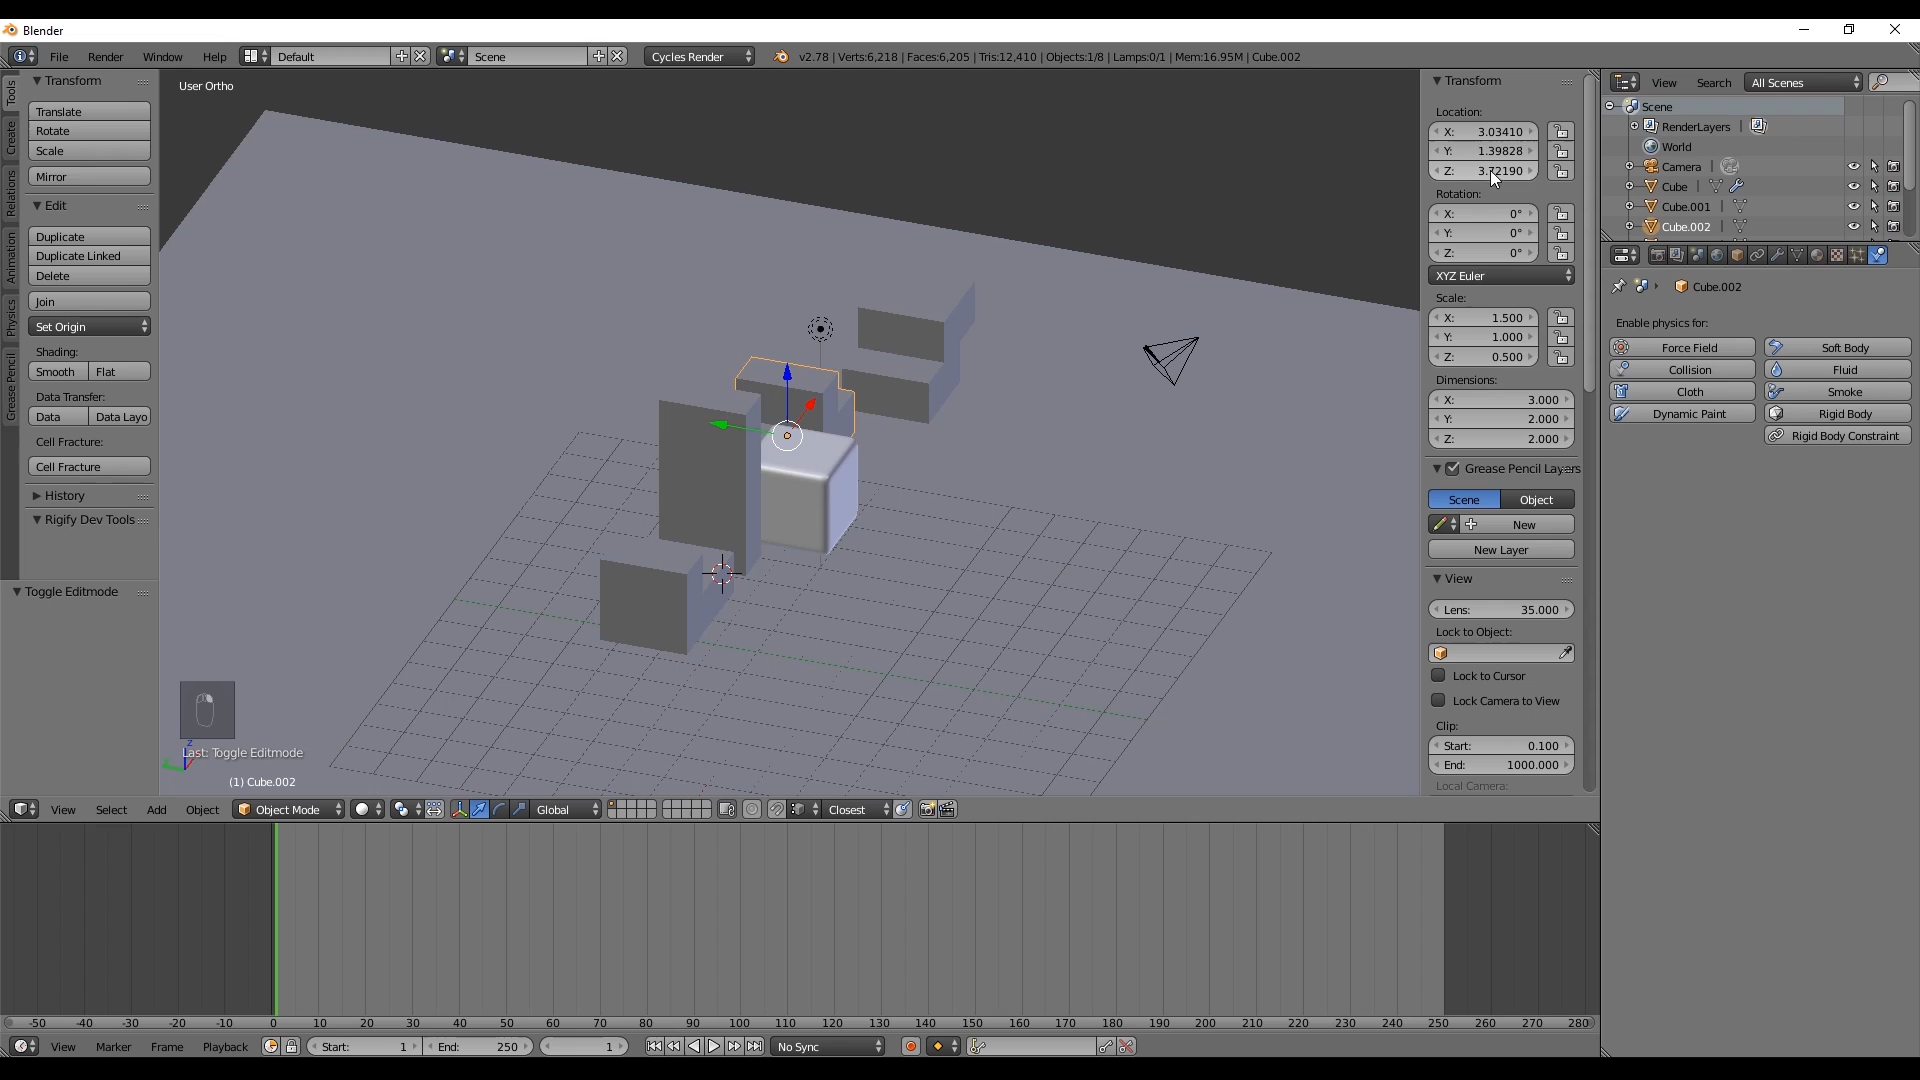 Blender
File Render Window Help Default Scene Cycles Render v2.78 | Verts:6,218 | Faces:6,205 | Tris:12,410 | Objects:1/8 | Lamps:0/1 | Mem:16.95M | Cube.002
Tools
Create
Relations
Animation
Physics
Grease Pencil
Transform
Translate
Rotate
Scale
Mirror
Edit
Duplicate
Duplicate Linked
Delete
Join
Set Origin
Shading:
Smooth Flat
Data Transfer:
Data Data Layo
Cell Fracture:
Cell Fracture
History
Rigify Dev Tools
Toggle Editmode
User Ortho
Last: Toggle Editmode
(1) Cube.002
Transform
Location:
X: 3.03410
Y: 1.39828
Z: 3.72190
Rotation:
X: 0°
Y: 0°
Z: 0°
XYZ Euler
Scale:
X: 1.500
Y: 1.000
Z: 0.500
Dimensions:
X: 3.000
Y: 2.000
Z: 2.000
Grease Pencil Layers
Scene Object
New
New Layer
View
Lens: 35.000
Lock to Object:
Lock to Cursor
Lock Camera to View
Clip:
Start: 0.100
End: 1000.000
Local Camera:
View Search All Scenes
Scene
RenderLayers |
World
Camera |
Cube |
Cube.001 |
Cube.002 |
Cube.002
Enable physics for:
Force Field Soft Body
Collision Fluid
Cloth Smoke
Dynamic Paint Rigid Body
Rigid Body Constraint
View Select Add Object Object Mode Global Closest
-50 -40 -30 -20 -10 0 10 20 30 40 50 60 70 80 90 100 110 120 130 140 150 160 170 180 190 200 210 220 230 240 250 260 270 280
View Marker Frame Playback Start: 1 End: 250 1 No Sync